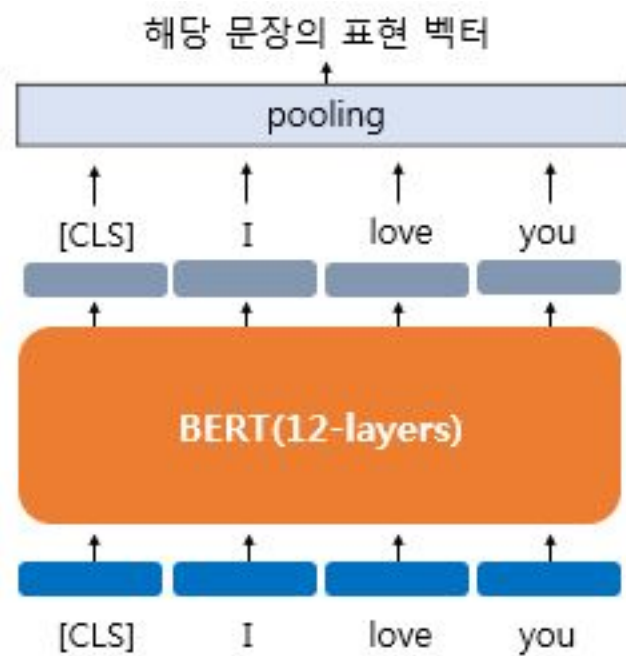 해당 문장의 표현 벡터
pooling
[CLS] I love you
BERT(12-layers)
[CLS] I love you